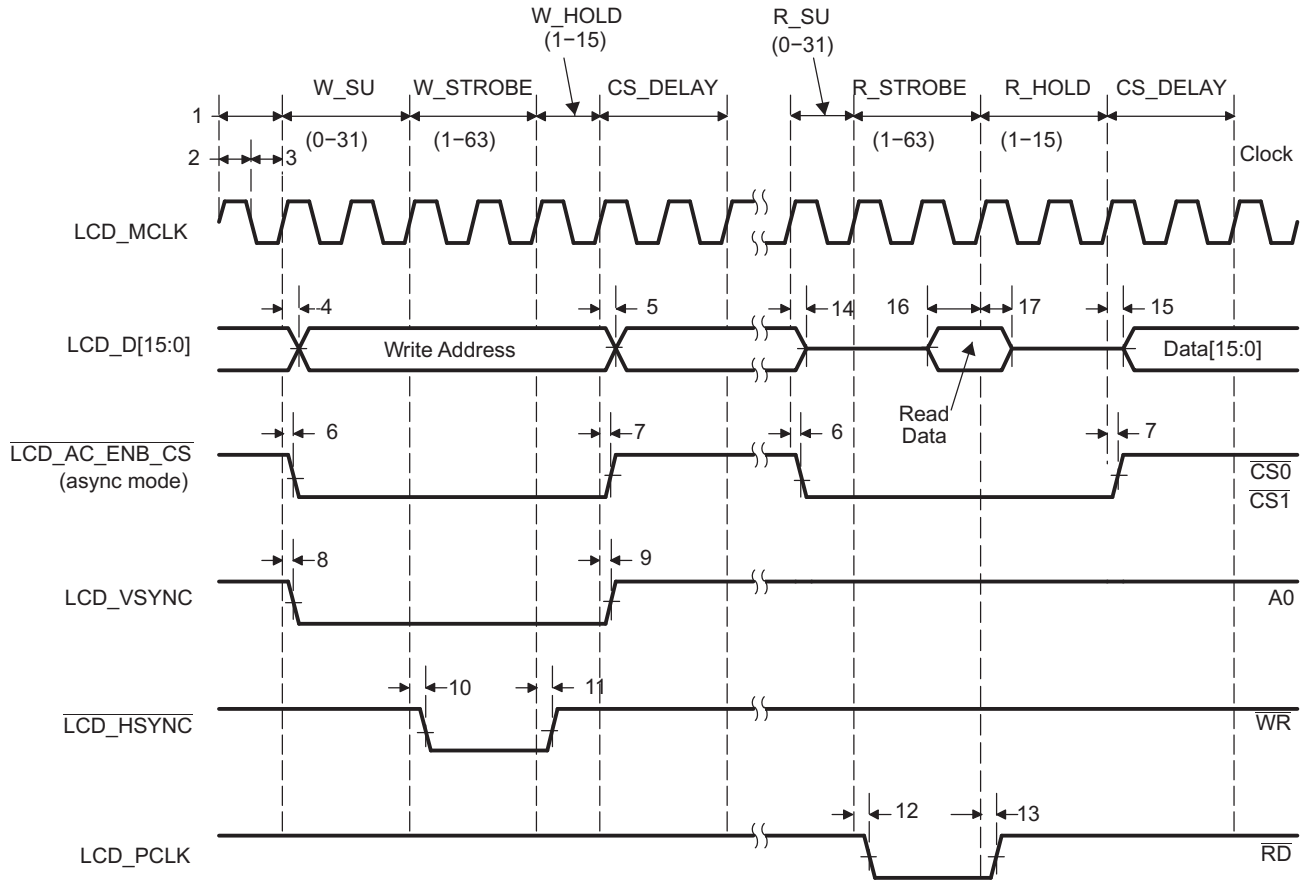 W_HOLD
(1−15)
R_SU
(0−31)
W_SU W_STROBE CS_DELAY R_STROBE R_HOLD CS_DELAY
1
(0−31) (1−63) (1−63) (1−15)
2 3 Clock
LCD_MCLK
4 5 14 16 17 15
LCD_D[15:0] Write Address Data[15:0]
Read
Data
6 7 6 7
LCD_AC_ENB_CS
(async mode)
CS0
CS1
8 9
LCD_VSYNC A0
10 11
LCD_HSYNC WR
12 13
LCD_PCLK RD